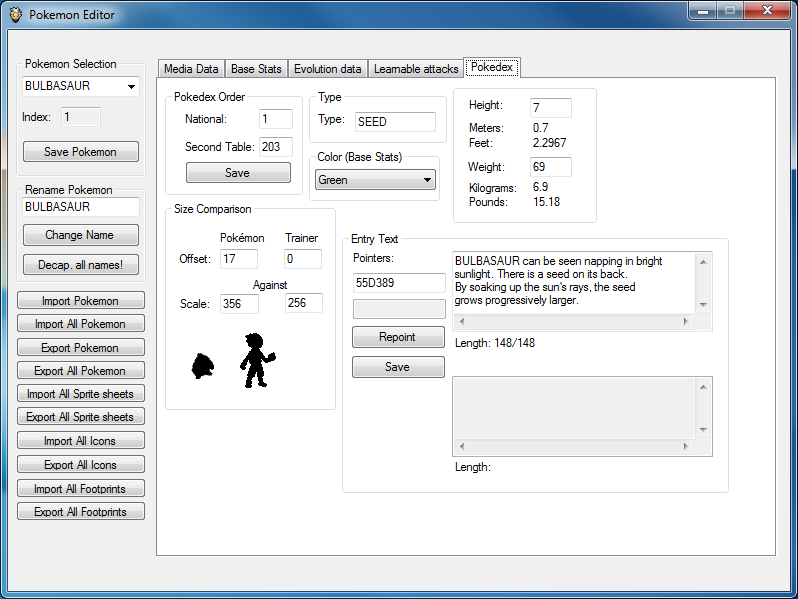 Pokemon Editor
Pokemon Selection
BULBASAUR
Index: 1
Save Pokemon
Rename Pokemon
BULBASAUR
Change Name
Decap. all names!
Import Pokemon
Import All Pokemon
Export Pokemon
Export All Pokemon
Import All Sprite sheets
Export All Sprite sheets
Import All Icons
Export All Icons
Import All Footprints
Export All Footprints
Media Data Base Stats Evolution data Learnable attacks Pokedex
Pokedex Order
National: 1
Second Table: 203
Save
Type
Type: SEED
Color (Base Stats)
Green
Height: 7
Meters: 0.7
Feet: 2.2967
Weight: 69
Kilograms: 6.9
Pounds: 15.18
Size Comparison
Pokémon Trainer
Offset: 17 0
Against
Scale: 356 256
Entry Text
Pointers:
55D389
Repoint
Save
BULBASAUR can be seen napping in bright
sunlight. There is a seed on its back.
By soaking up the sun's rays, the seed
grows progressively larger.
Length: 148/148
Length: